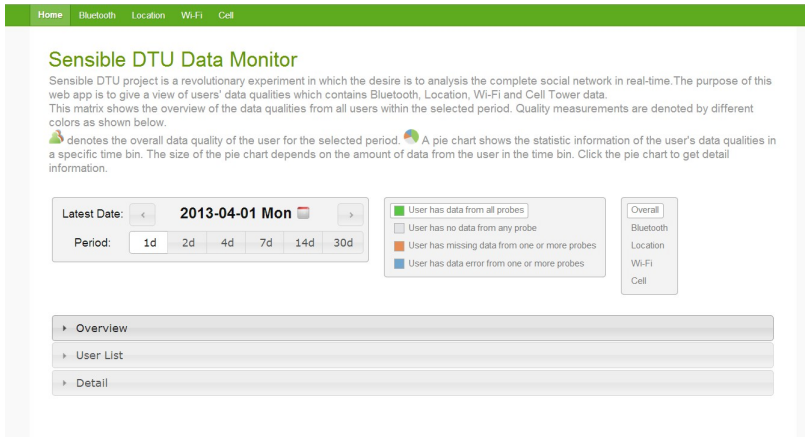 Home Bluetooth Location Wi-Fi Cell
Sensible DTU Data Monitor
Sensible DTU project is a revolutionary experiment in which the desire is to analysis the complete social network in real-time.The purpose of this
web app is to give a view of users' data qualities which contains Bluetooth, Location, Wi-Fi and Cell Tower data.
This matrix shows the overview of the data qualities from all users within the selected period. Quality measurements are denoted by different
colors as shown below.
denotes the overall data quality of the user for the selected period. A pie chart shows the statistic information of the user's data qualities in
a specific time bin. The size of the pie chart depends on the amount of data from the user in the time bin. Click the pie chart to get detail
information.
Latest Date: ‹ 2013-04-01 Mon ›
Period: 1d 2d 4d 7d 14d 30d
User has data from all probes
User has no data from any probe
User has missing data from one or more probes
User has data error from one or more probes
Overall
Bluetooth
Location
Wi-Fi
Cell
Overview
User List
Detail